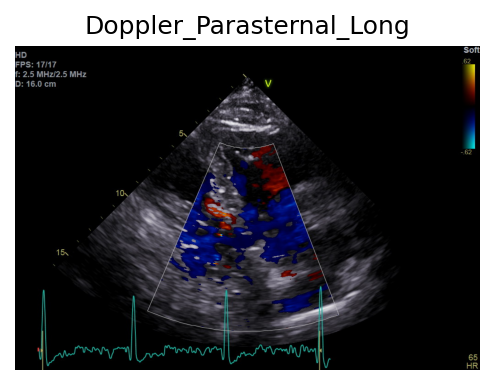 Doppler_Parasternal_Long
HD
FPS: 17/17
f: 2.5 MHz/2.5 MHz
D: 16.0 cm
Soft
.62
V
5
-.62
10
15
65
HR